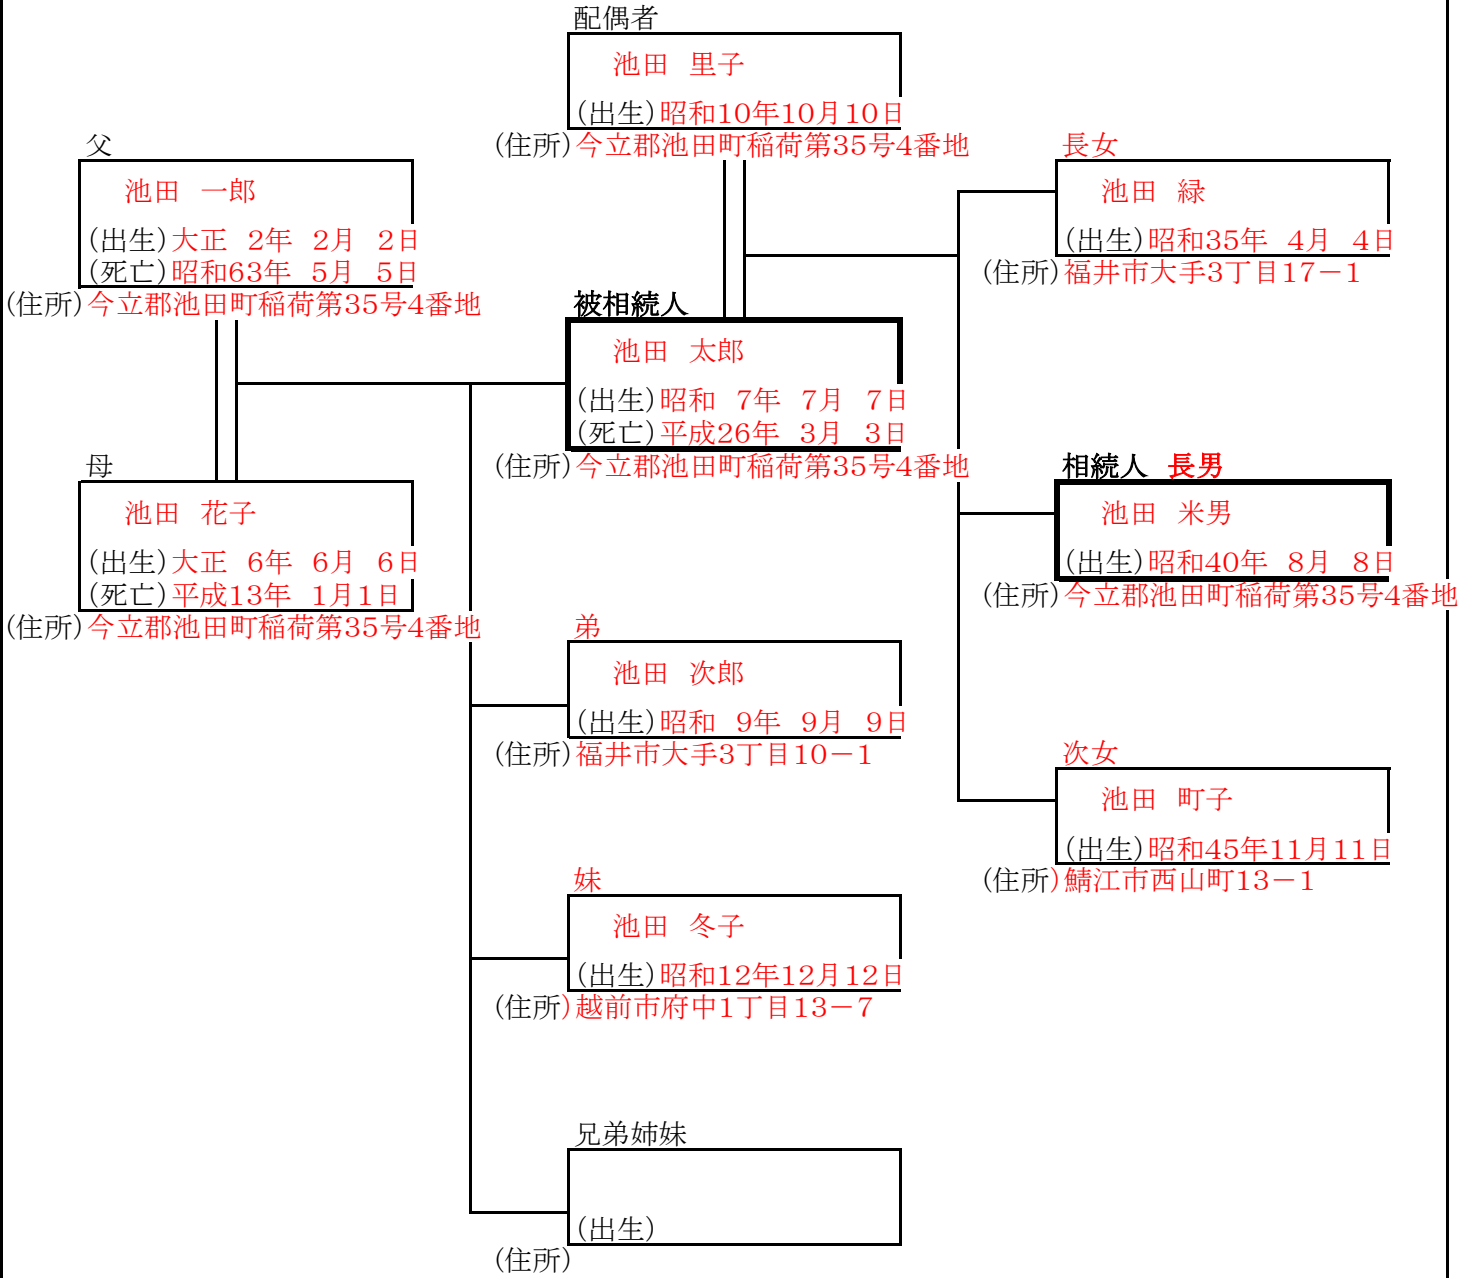 配偶者
池田 里子
(出生)昭和10年10月10日
(住所)今立郡池田町稲荷第35号4番地
父
池田 一郎
(出生)大正 2年 2月 2日
(死亡)昭和63年 5月 5日
(住所)今立郡池田町稲荷第35号4番地
母
池田 花子
(出生)大正 6年 6月 6日
(死亡)平成13年 1月1日
(住所)今立郡池田町稲荷第35号4番地
被相続人
池田 太郎
(出生)昭和 7年 7月 7日
(死亡)平成26年 3月 3日
(住所)今立郡池田町稲荷第35号4番地
弟
池田 次郎
(出生)昭和 9年 9月 9日
(住所)福井市大手3丁目10－1
妹
池田 冬子
(出生)昭和12年12月12日
(住所)越前市府中1丁目13－7
兄弟姉妹
(出生)
(住所)
長女
池田 緑
(出生)昭和35年 4月 4日
(住所)福井市大手3丁目17－1
相続人 長男
池田 米男
(出生)昭和40年 8月 8日
(住所)今立郡池田町稲荷第35号4番地
次女
池田 町子
(出生)昭和45年11月11日
(住所)鯖江市西山町13－1